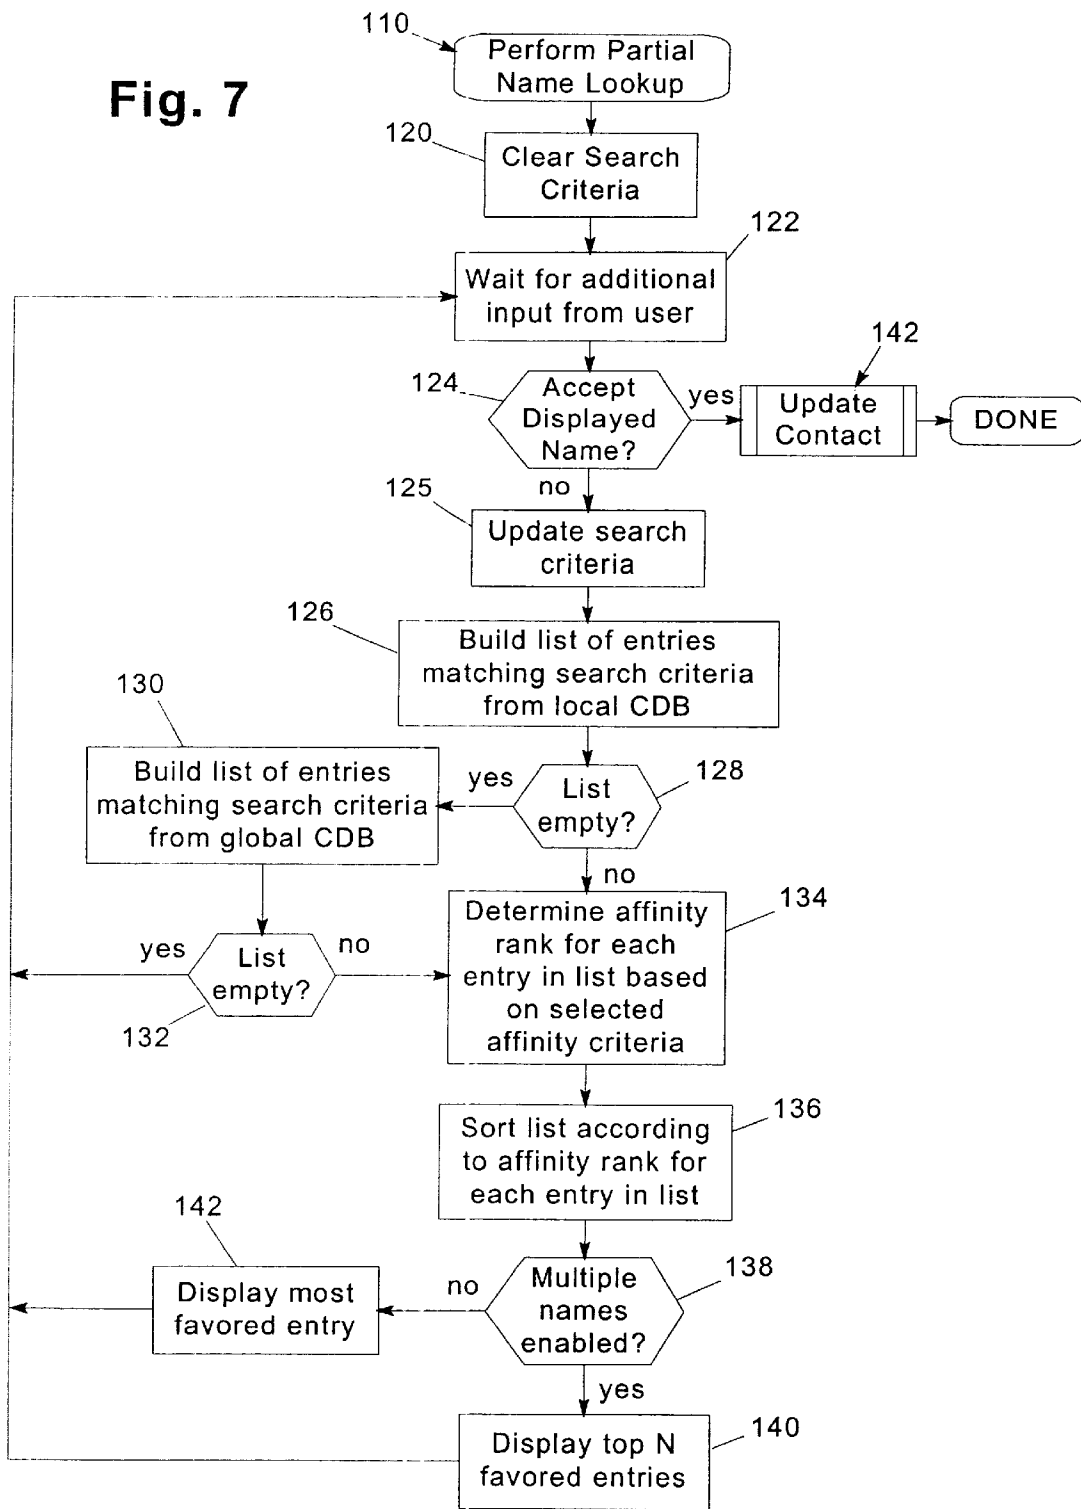 110
Perform Partial
Name Lookup
Fig. 7
120
Clear Search
Criteria
122
Wait for additional
input from user
142
124
Accept
Displayed
Name?
yes
Update
Contact
DONE
no
125
Update search
criteria
126
Build list of entries
matching search criteria
from local CDB
130
Build list of entries
matching search criteria
from global CDB
yes
List
empty?
128
no
Determine affinity
rank for each
entry in list based
on selected
affinity criteria
134
yes
List
empty?
no
132
Sort list according
to affinity rank for
each entry in list
136
142
Display most
favored entry
no
Multiple
names
enabled?
138
yes
Display top N
favored entries
140